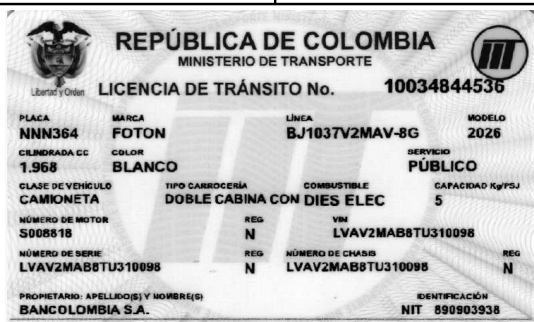 REPÚBLICA DE COLOMBIA
MINISTERIO DE TRANSPORTE
Libertad y Orden
LICENCIA DE TRÁNSITO No. 10034844536
PLACA MARCA LÍNEA MODELO
NNN364 FOTON BJ1037V2MAV-8G 2026
CILINDRADA CC COLOR SERVICIO
1.968 BLANCO PÚBLICO
CLASE DE VEHÍCULO TIPO CARROCERÍA COMBUSTIBLE CAPACIDAD Kg/PSJ
CAMIONETA DOBLE CABINA CON DIES ELEC 5
NÚMERO DE MOTOR REG VIN
S008818 N LVAV2MAB8TU310098
NÚMERO DE SERIE REG NÚMERO DE CHASIS REG
LVAV2MAB8TU310098 N LVAV2MAB8TU310098 N
PROPIETARIO: APELLIDO(S) Y NOMBRE(S) IDENTIFICACIÓN
BANCOLOMBIA S.A. NIT 890903938